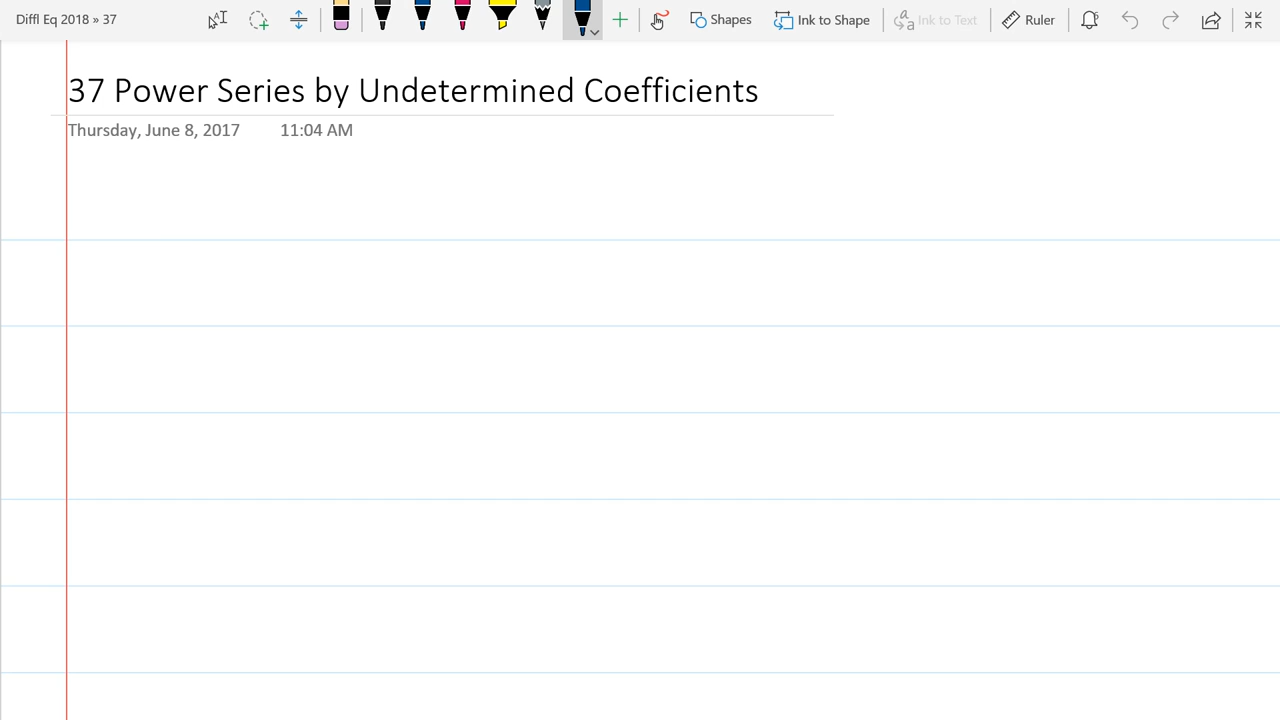 Diffl Eq 2018 » 37
Shapes
Ink to Shape
Ink to Text
Ruler
37 Power Series by Undetermined Coefficients
Thursday, June 8, 2017 11:04 AM